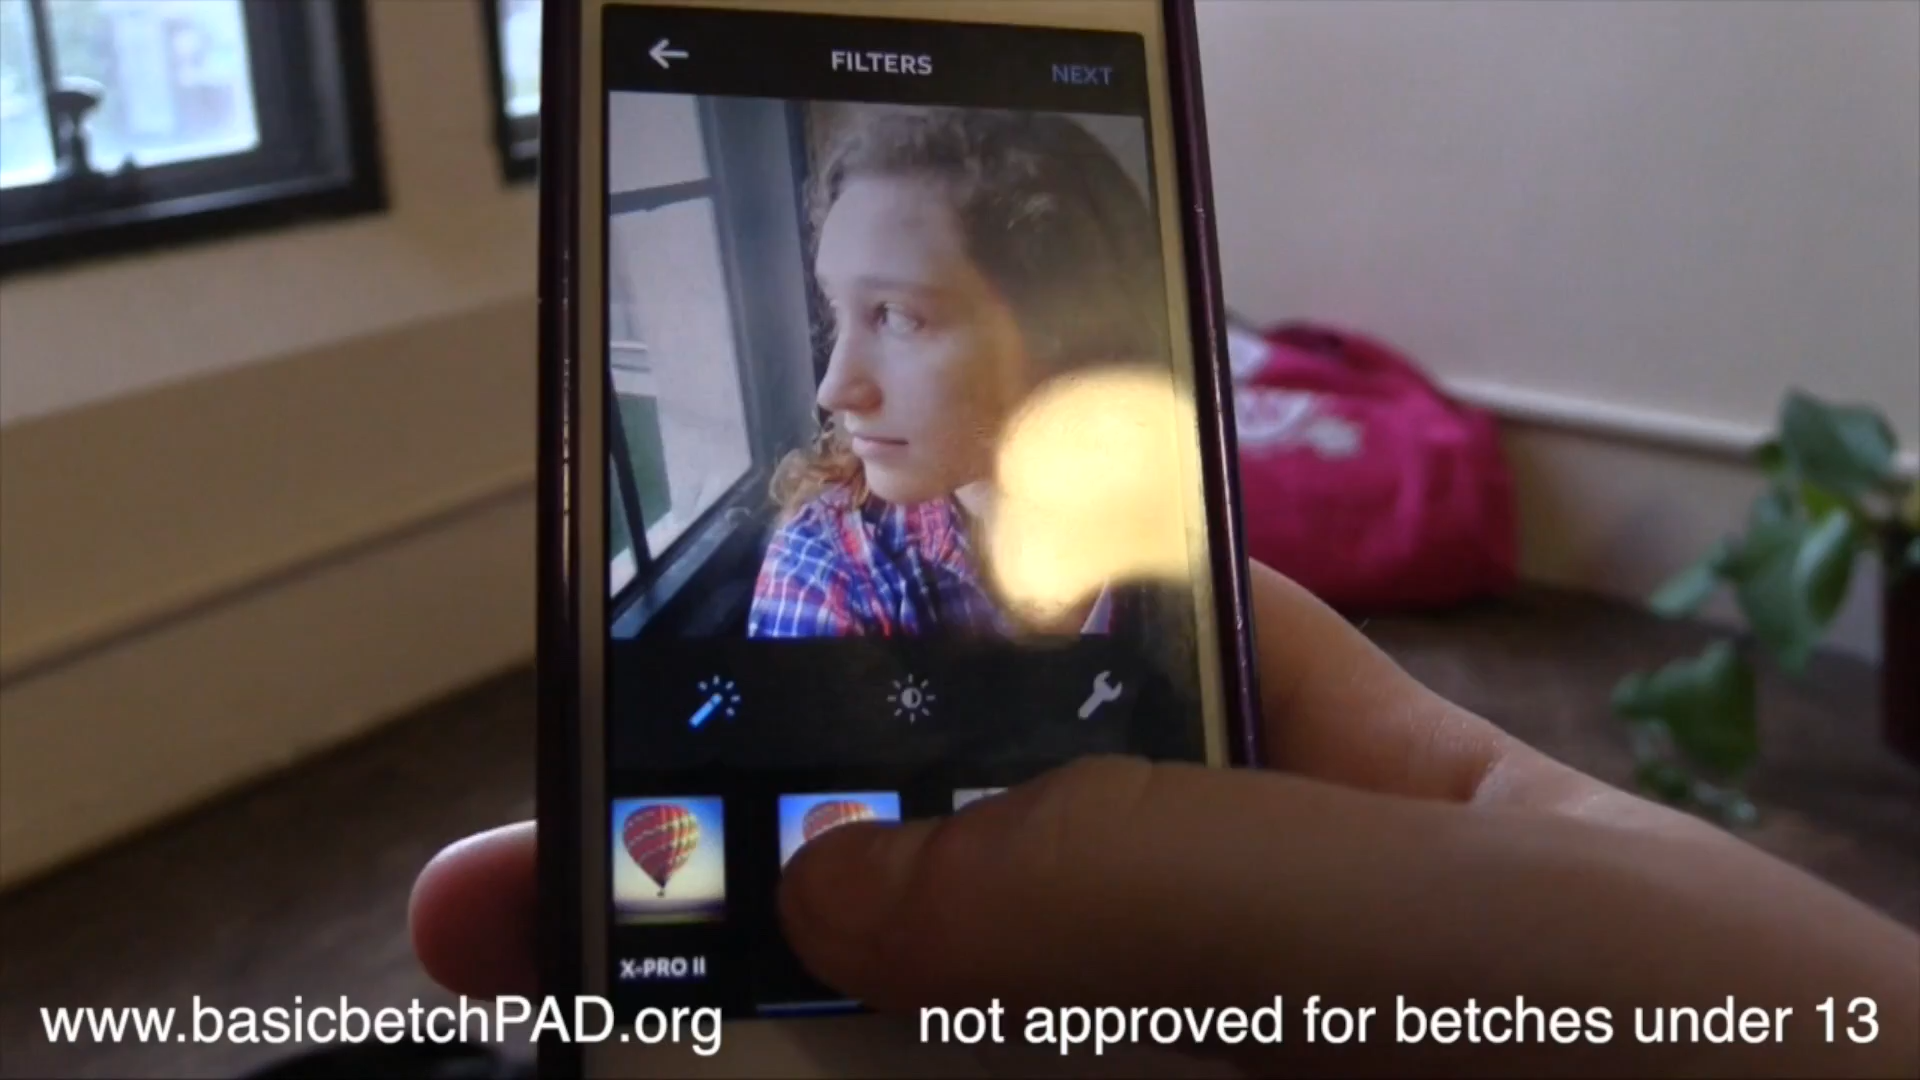 FILTERS
NEXT
X-PRO II
www.basicbetchPAD.org
not approved for betches under 13